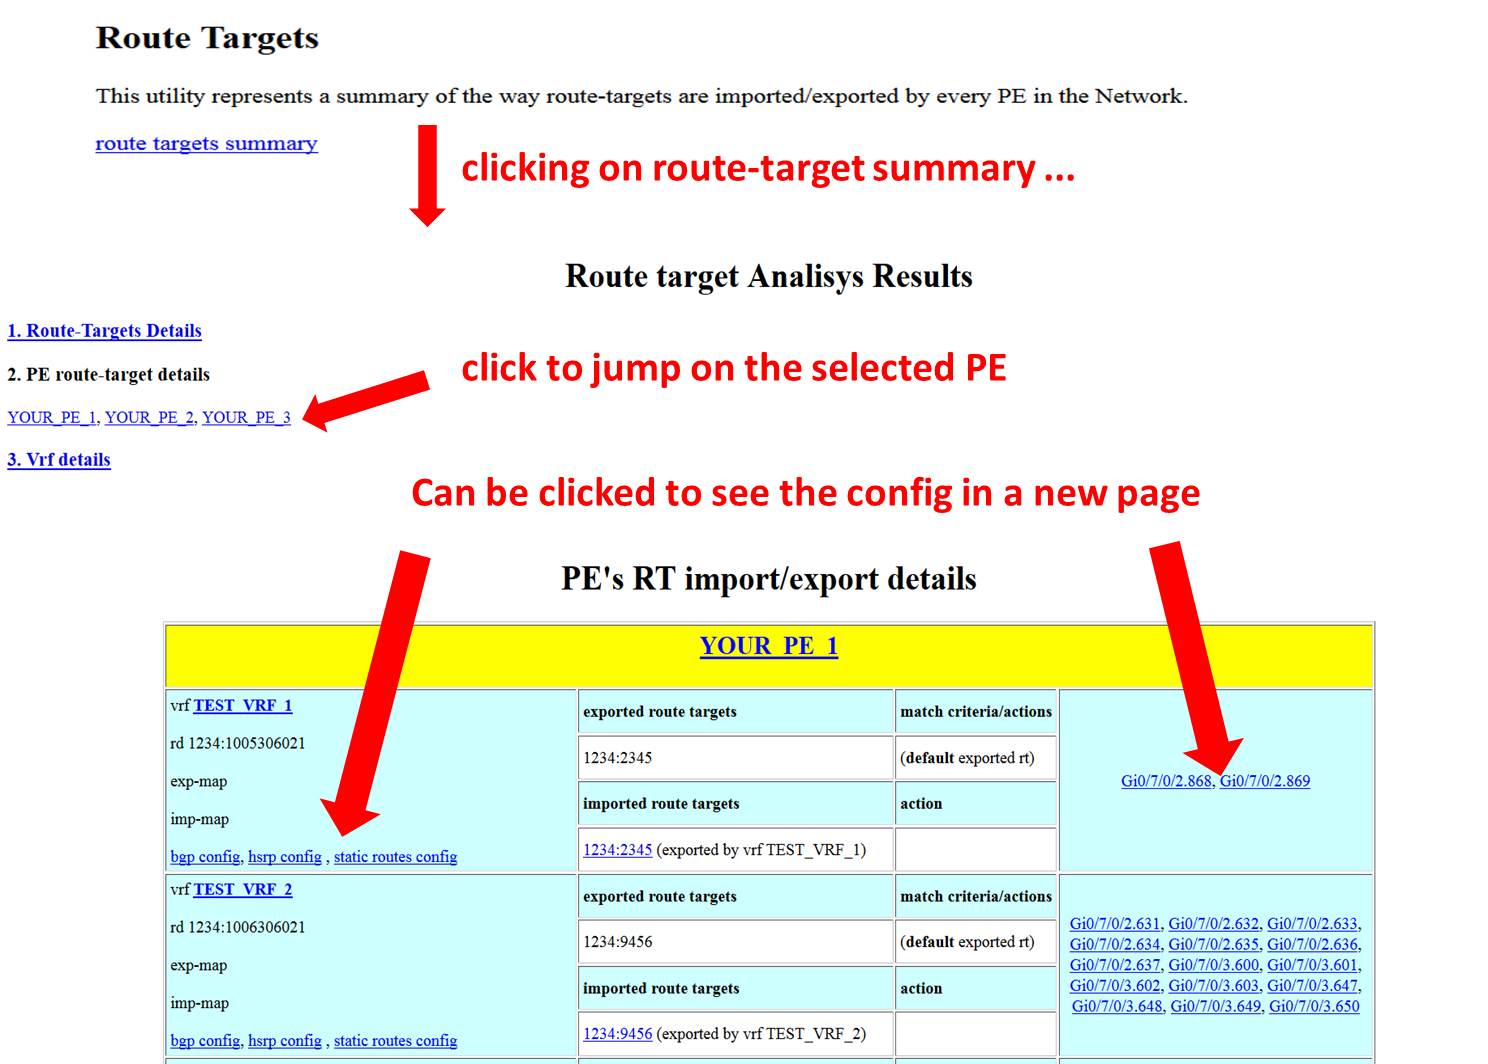 Route Targets
This utility represents a summary of the way route-targets are imported/exported by every PE in the Network.
route targets summary
clicking on route-target summary ...
Route target Analisys Results
1. Route-Targets Details
2. PE route-target details
click to jump on the selected PE
YOUR_PE_1, YOUR_PE_2, YOUR_PE_3
3. Vrf details
Can be clicked to see the config in a new page
PE's RT import/export details
YOUR_PE_1
vrf TEST_VRF_1
rd 1234:1005306021
exp-map
imp-map
bgp config, hsrp config , static routes config
exported route targets
match criteria/actions
1234:2345
(default exported rt)
imported route targets
action
1234:2345 (exported by vrf TEST_VRF_1)
Gi0/7/0/2.868, Gi0/7/0/2.869
vrf TEST_VRF_2
rd 1234:1006306021
exp-map
imp-map
bgp config, hsrp config , static routes config
exported route targets
match criteria/actions
1234:9456
(default exported rt)
imported route targets
action
1234:9456 (exported by vrf TEST_VRF_2)
Gi0/7/0/2.631, Gi0/7/0/2.632, Gi0/7/0/2.633,
Gi0/7/0/2.634, Gi0/7/0/2.635, Gi0/7/0/2.636,
Gi0/7/0/2.637, Gi0/7/0/3.600, Gi0/7/0/3.601,
Gi0/7/0/3.602, Gi0/7/0/3.603, Gi0/7/0/3.647,
Gi0/7/0/3.648, Gi0/7/0/3.649, Gi0/7/0/3.650